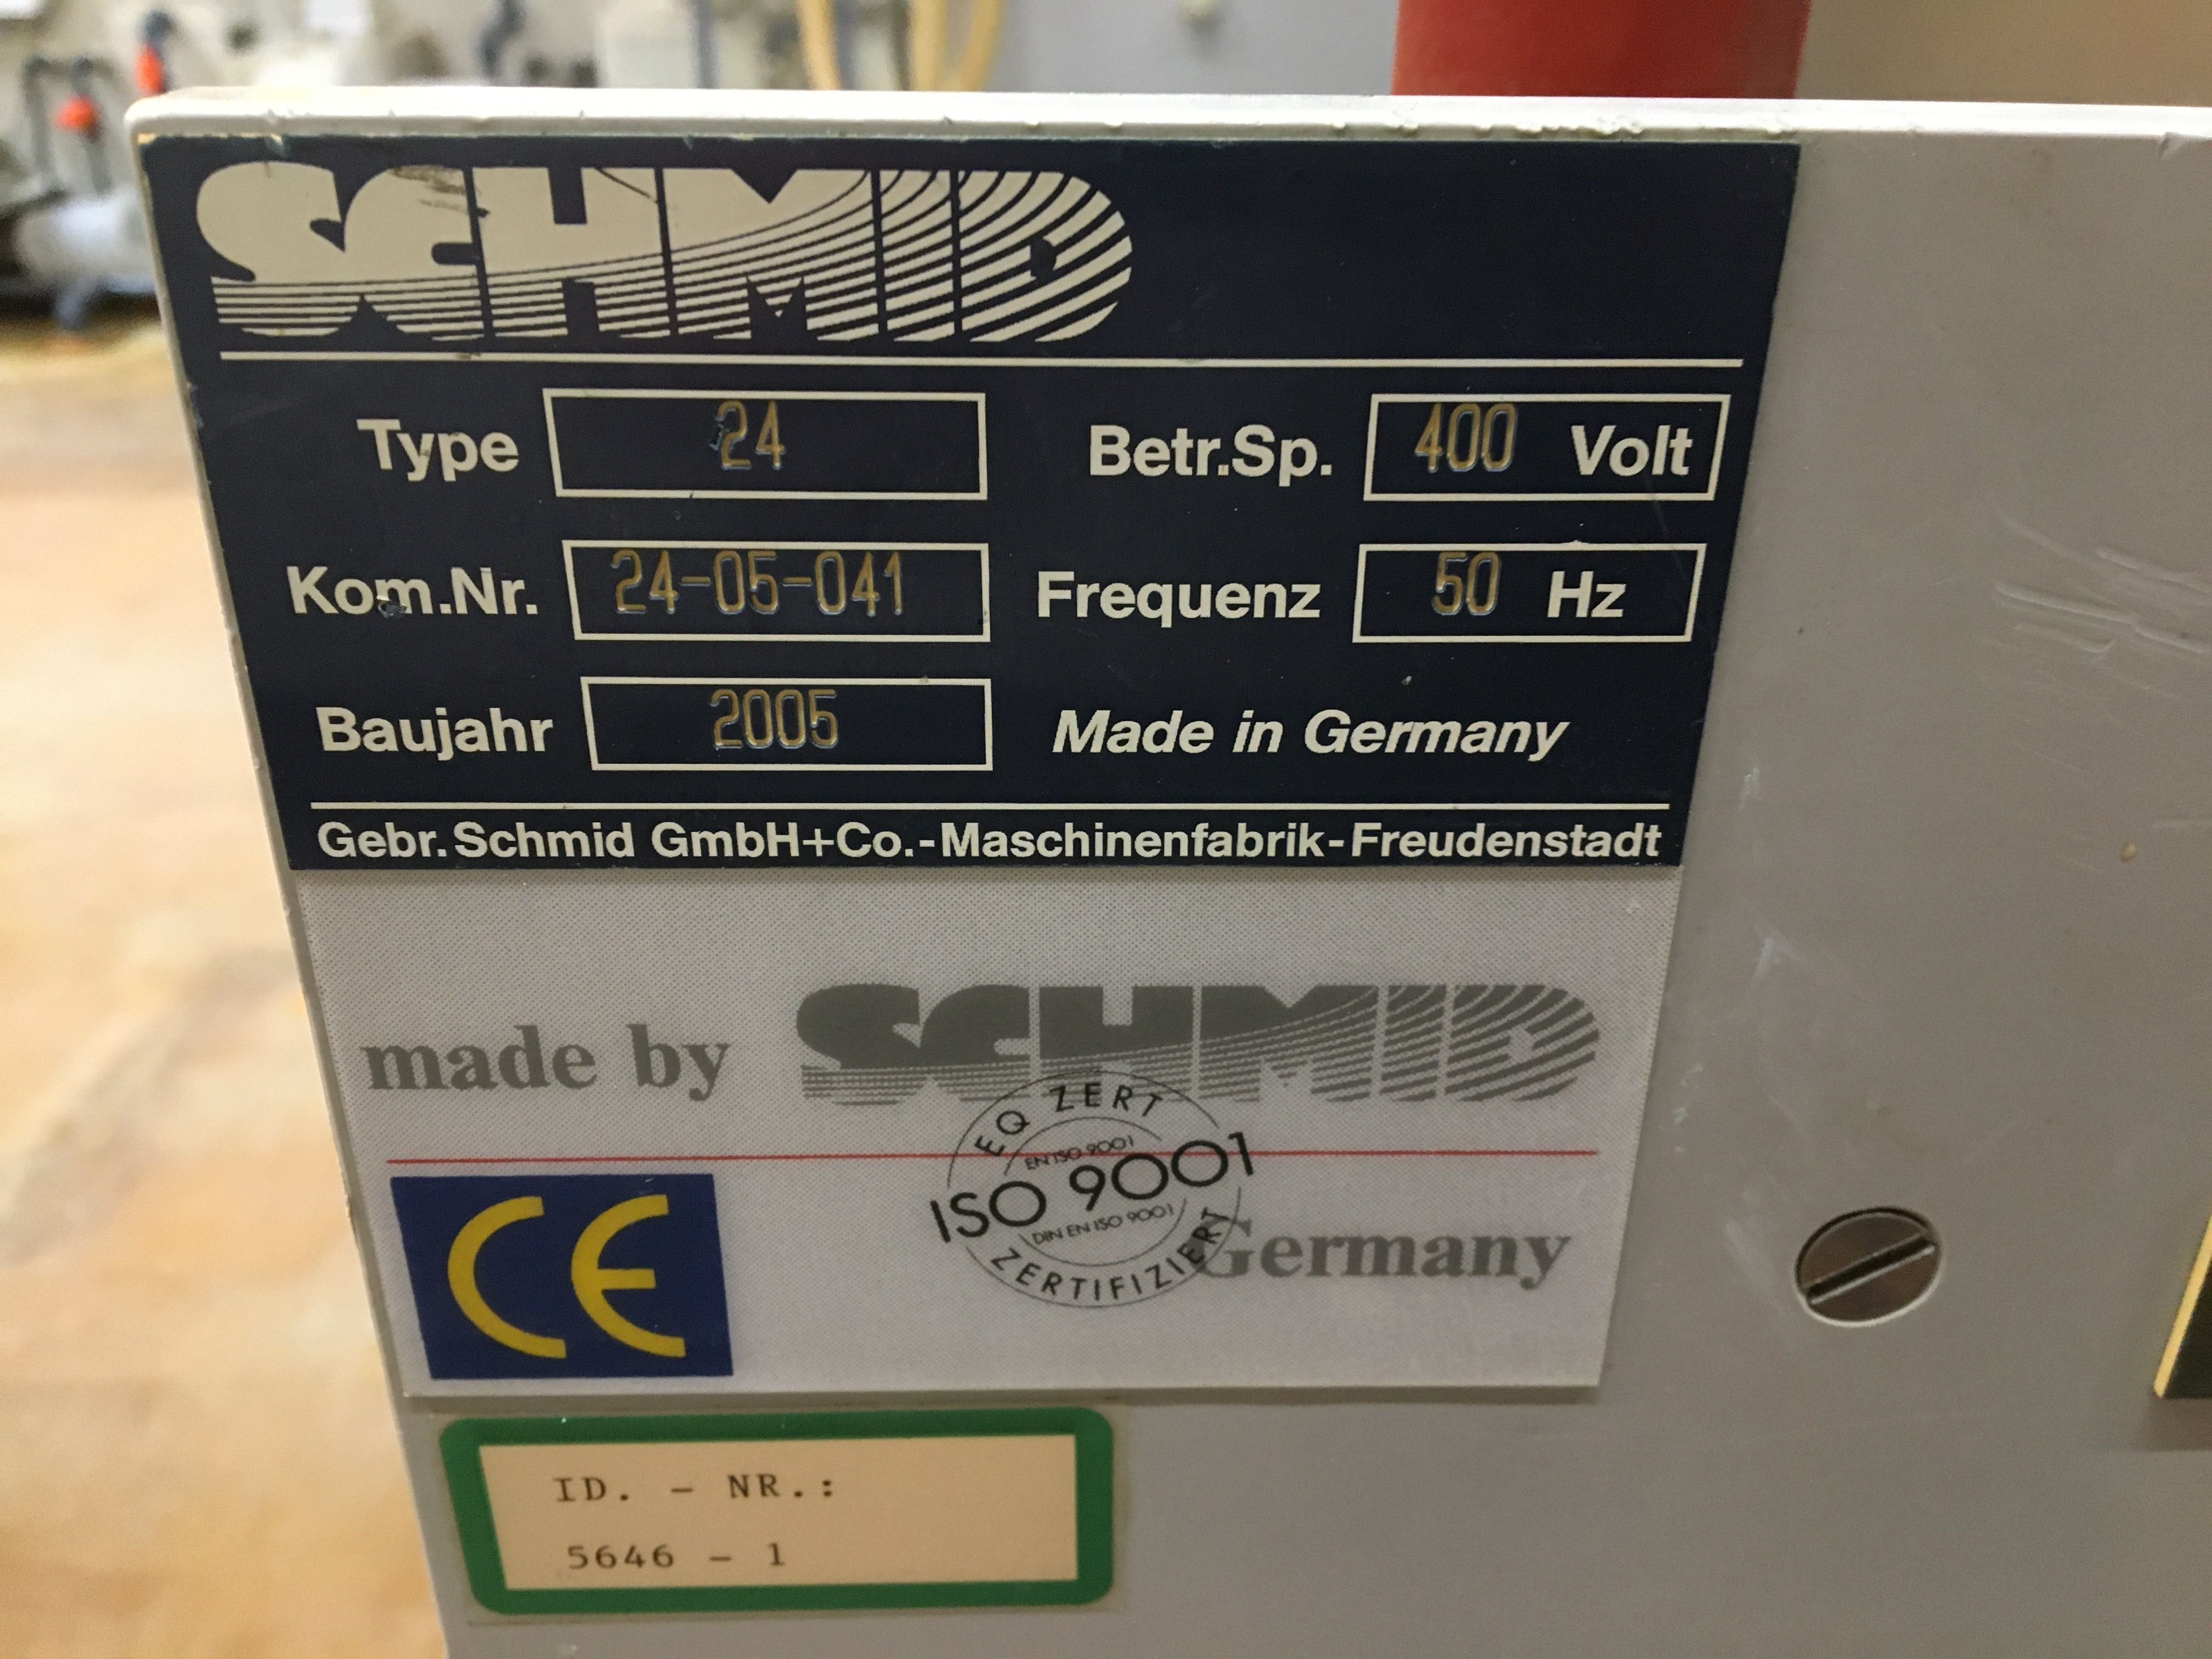 SCHMID
Type 24 Betr.Sp. 400 Volt
Kom.Nr. 24-05-041 Frequenz 50 Hz
Baujahr 2005 Made in Germany
Gebr.Schmid GmbH+Co.-Maschinenfabrik-Freudenstadt
made by SCHMID
EQ ZERT
EN ISO 9001
ISO 9001
DIN EN ISO 9001
ZERTIFIZIERT
Germany
CE
ID. - NR.:
5646 - 1